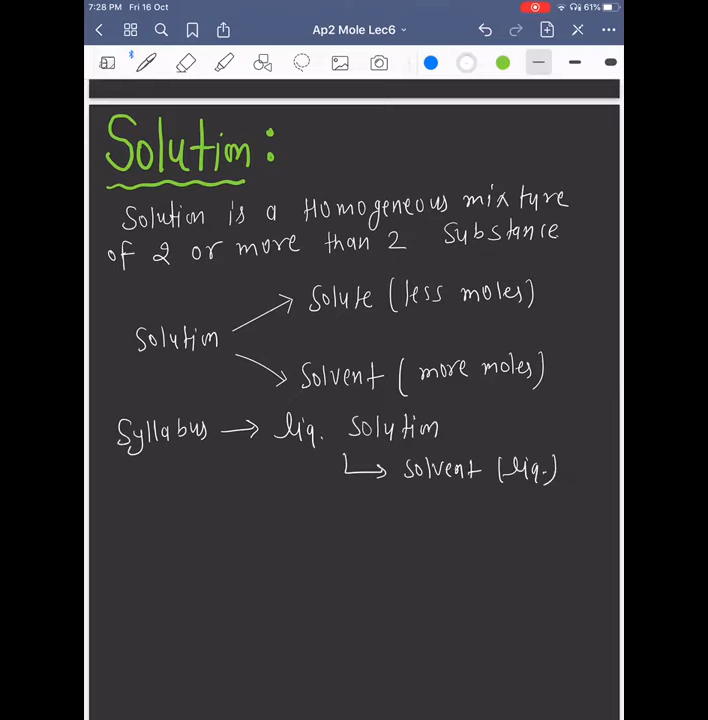 7:28 PM Fri 16 Oct 61%
Ap2 Mole Lec6
Solution :
Solution is a Homogeneous mixture
of 2 or more than 2 Substance
Solution
Solute (less moles)
Solvent (more moles)
Syllabus → liq. Solution
Solvent (liq.)